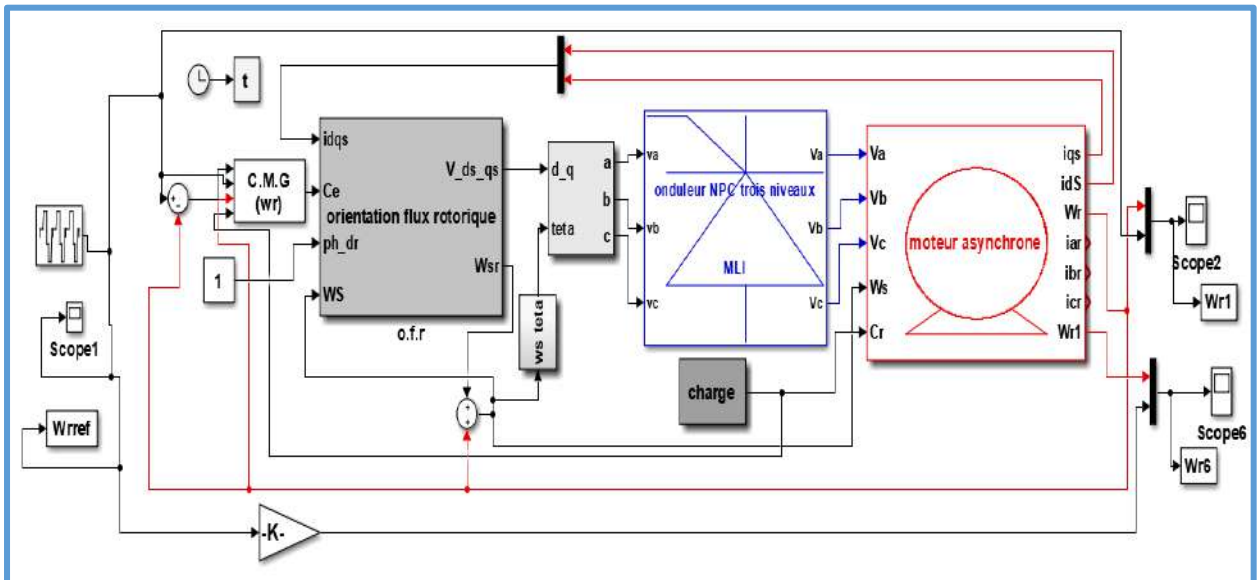 t
idqs
Ce
ph_dr
WS
V_ds_qs
Wsr
orientation flux rotorique
o.f.r
C.M.G
(wr)
1
Scope1
Wrref
-K-
d_q
teta
a
b
c
ws teta
va
vb
vc
onduleur NPC trois niveaux
MLI
Va
Vb
Vc
charge
Va
Vb
Vc
Ws
Cr
moteur asynchrone
iqs
idS
Wr
iar
ibr
icr
Wr1
Scope2
Wr1
Scope6
Wr6